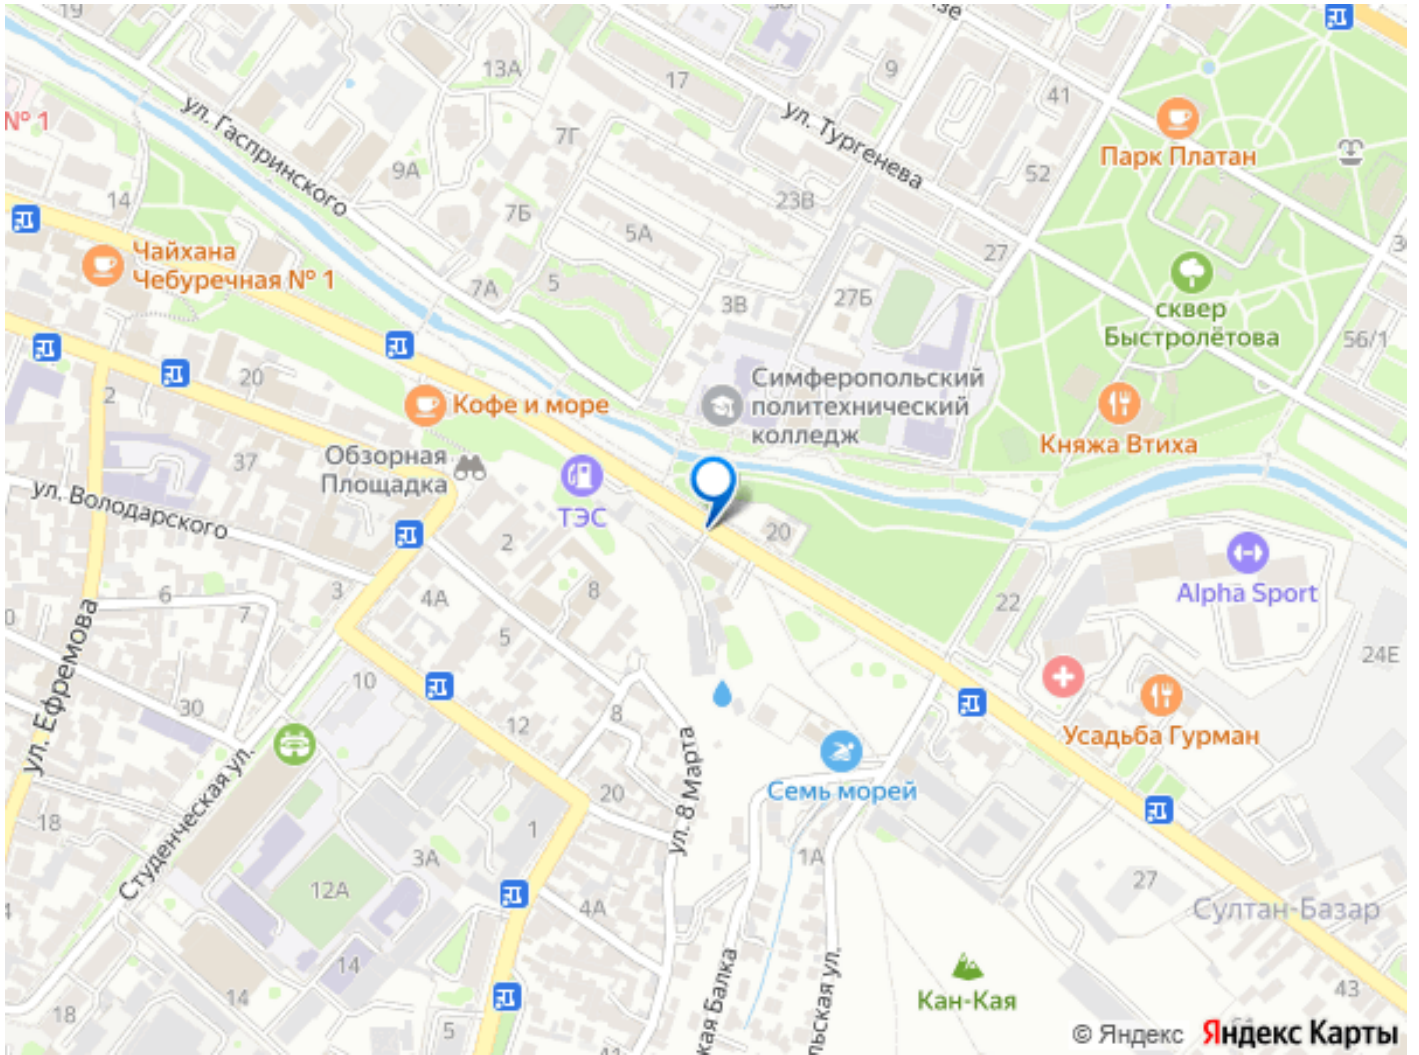 19
13А
17
9
41
ул. Гаспринского
ул. Тургенева
№ 1
7Г
9А
52
Парк Платан
14
7Б
23В
5А
27
Чайхана
Чебуречная № 1
7А
5
3В
27Б
сквер
Быстролётова
56/1
2
20
Кофе и море
Симферопольский
политехнический
колледж
Княжа Втиха
37
Обзорная
Площадка
ул. Володарского
ТЭС
2
20
6
7
3
4А
8
5
22
Alpha Sport
24Е
ул. Ефремова
30
10
12
8
Усадьба Гурман
Студенческая ул.
ул. 8 Марта
Семь морей
18
20
1
3А
1А
12А
27
Султан-Базар
4А
14
14
18
5
кая Балка
льская ул.
Кан-Кая
43
© Яндекс Яндекс Карты